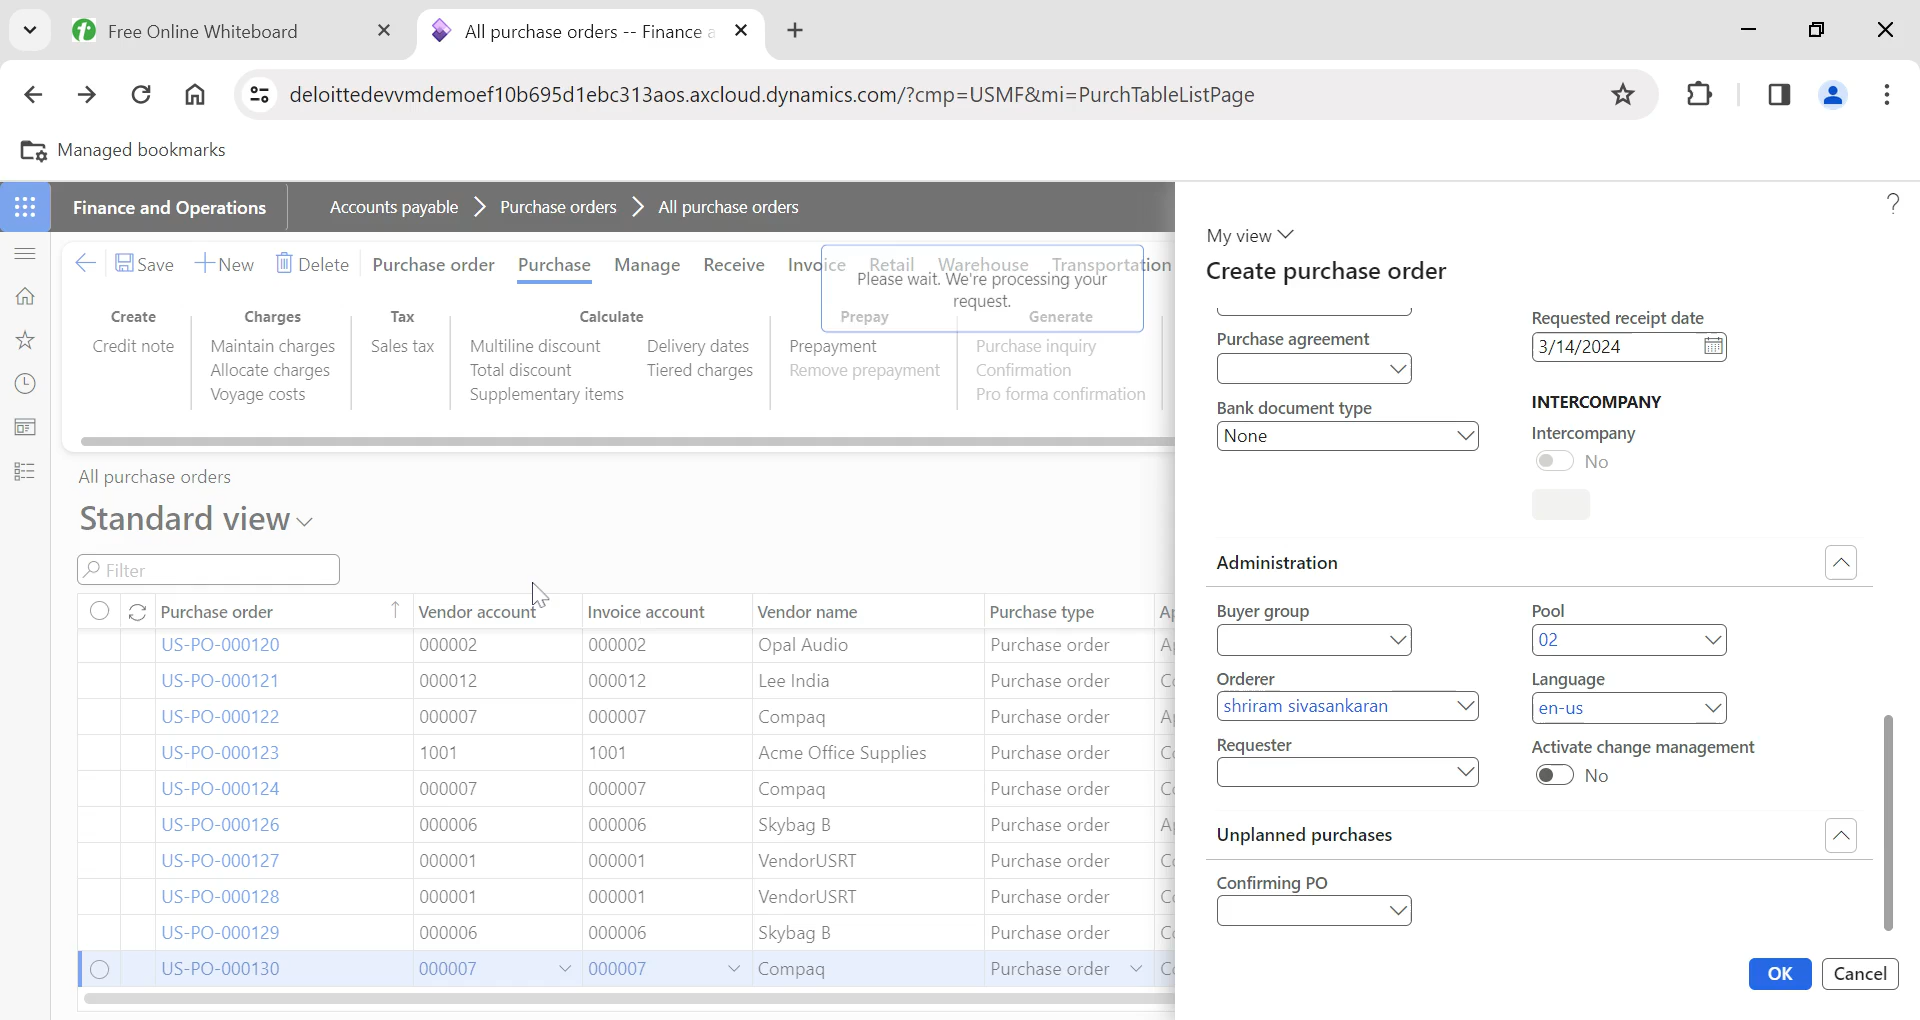 Free Online Whiteboard
All purchase orders -- Finance a
deloittedevvmdemoef10b695d1ebc313aos.axcloud.dynamics.com/?cmp=USMF&mi=PurchTableListPage
Managed bookmarks
Finance and Operations
Accounts payable > Purchase orders > All purchase orders
?
My view
Create purchase order
Save New Delete Purchase order Purchase Manage Receive Invoice Retail Warehouse Transportation
Please wait. We're processing your
request.
Create Charges Tax Calculate Prepay Generate
Credit note Maintain charges Sales tax Multiline discount Delivery dates Prepayment Purchase inquiry
Allocate charges Total discount Tiered charges Remove prepayment Confirmation
Voyage costs Supplementary items Pro forma confirmation
All purchase orders
Standard view
Filter
Purchase order Vendor account Invoice account Vendor name Purchase type
US-PO-000120 000002 000002 Opal Audio Purchase order
US-PO-000121 000012 000012 Lee India Purchase order
US-PO-000122 000007 000007 Compaq Purchase order
US-PO-000123 1001 1001 Acme Office Supplies Purchase order
US-PO-000124 000007 000007 Compaq Purchase order
US-PO-000126 000006 000006 Skybag B Purchase order
US-PO-000127 000001 000001 VendorUSRT Purchase order
US-PO-000128 000001 000001 VendorUSRT Purchase order
US-PO-000129 000006 000006 Skybag B Purchase order
US-PO-000130 000007 000007 Compaq Purchase order
Purchase agreement
Bank document type
None
Requested receipt date
3/14/2024
INTERCOMPANY
Intercompany
No
Administration
Buyer group
Orderer
shriram sivasankaran
Requester
Pool
02
Language
en-us
Activate change management
No
Unplanned purchases
Confirming PO
OK Cancel